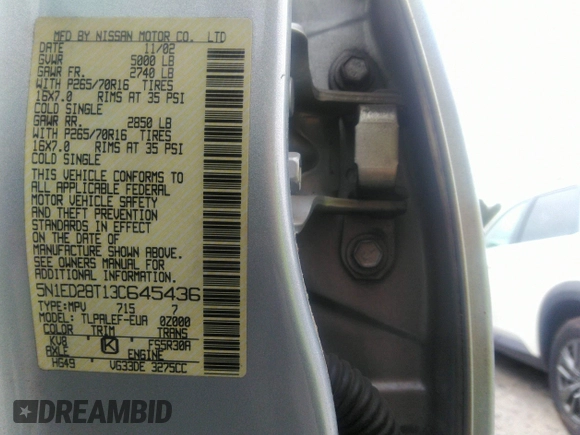 MFD BY NISSAN MOTOR CO. LTD
DATE 11/02
GVWR 5000 LB
GAWR FR. 2740 LB
WITH P265/70R16 TIRES
16X7.0 RIMS AT 35 PSI
COLD SINGLE
GAWR RR. 2850 LB
WITH P265/70R16 TIRES
16X7.0 RIMS AT 35 PSI
COLD SINGLE
THIS VEHICLE CONFORMS TO
ALL APPLICABLE FEDERAL
MOTOR VEHICLE SAFETY
AND THEFT PREVENTION
STANDARDS IN EFFECT
ON THE DATE OF
MANUFACTURE SHOWN ABOVE.
SEE OWNERS MANUAL FOR
ADDITIONAL INFORMATION.
5N1ED28T13C645436
TYPE:MPV 715 7
MODEL: TLPALEF-EUA 0Z000
COLOR TRIM TRANS
KV8 K FS5R30A
AXLE ENGINE
HG49 VG33DE 3275CC
DREAMBID